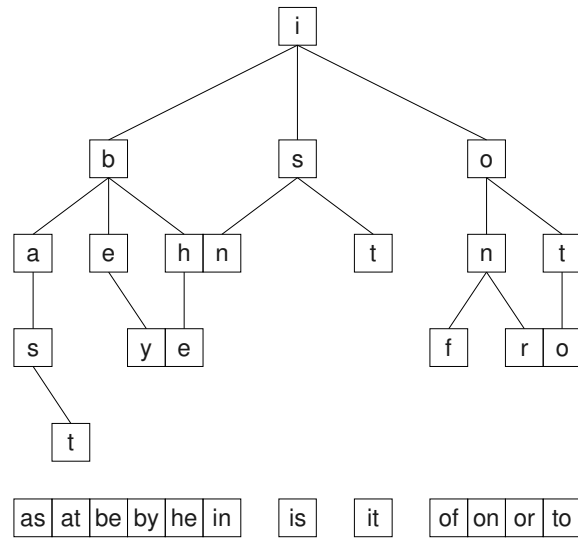 i
b s o
a e h n t n t
s y e f r o
t
as at be by he in is it of on or to